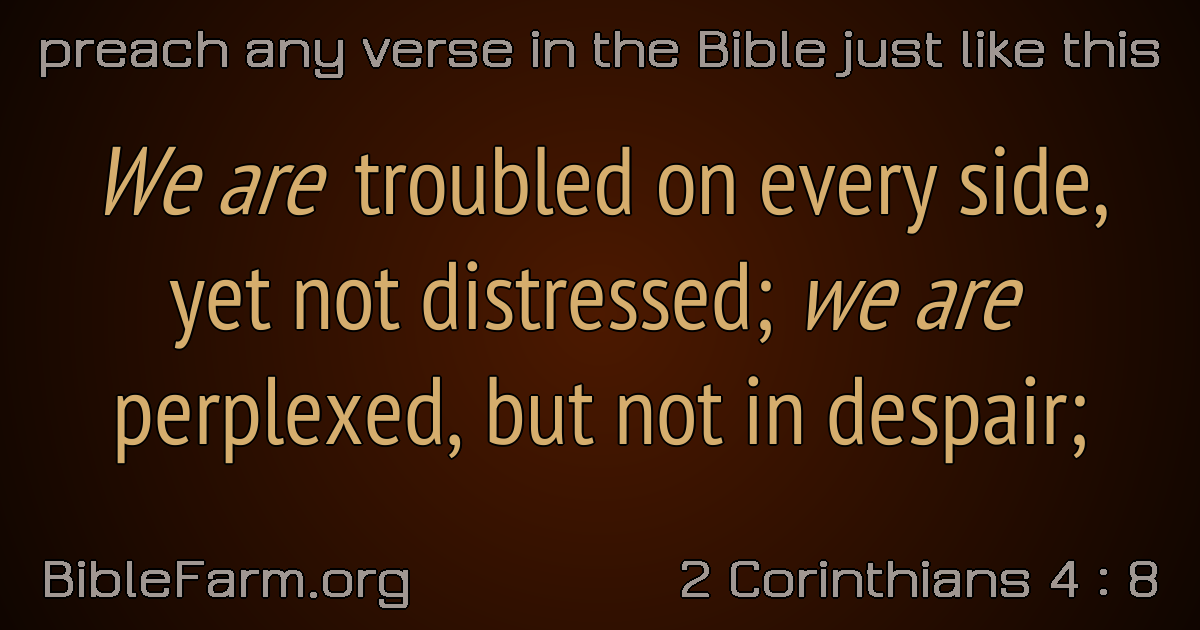 preach any verse in the Bible just like this
We are troubled on every side,
yet not distressed; we are
perplexed, but not in despair;
BibleFarm.org
2 Corinthians 4 : 8